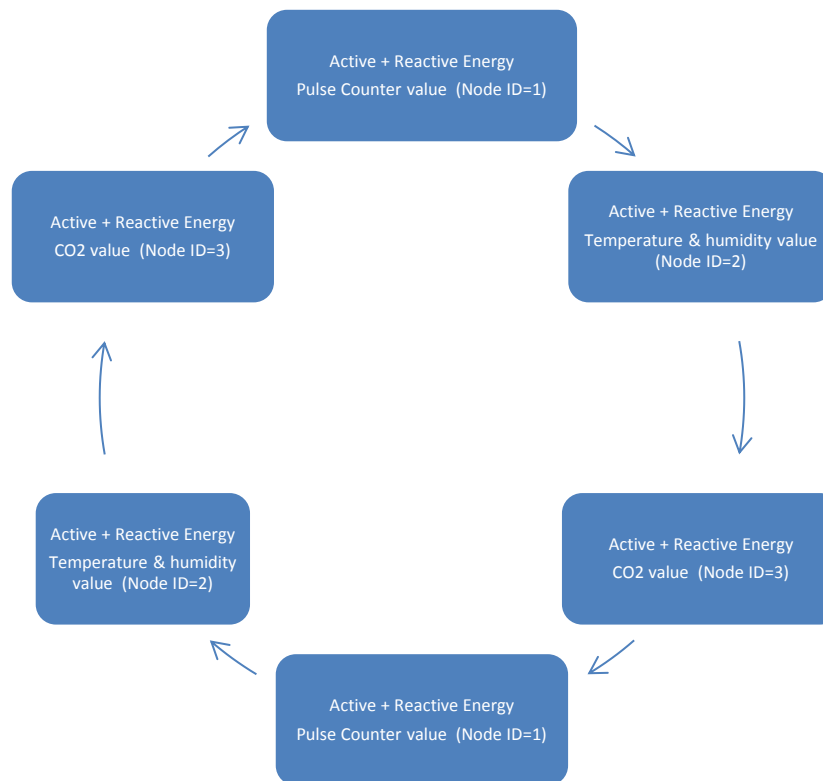 Active + Reactive Energy
Pulse Counter value (Node ID=1)
Active + Reactive Energy
Temperature & humidity value
(Node ID=2)
Active + Reactive Energy
CO2 value (Node ID=3)
Active + Reactive Energy
Pulse Counter value (Node ID=1)
Active + Reactive Energy
Temperature & humidity
value (Node ID=2)
Active + Reactive Energy
CO2 value (Node ID=3)